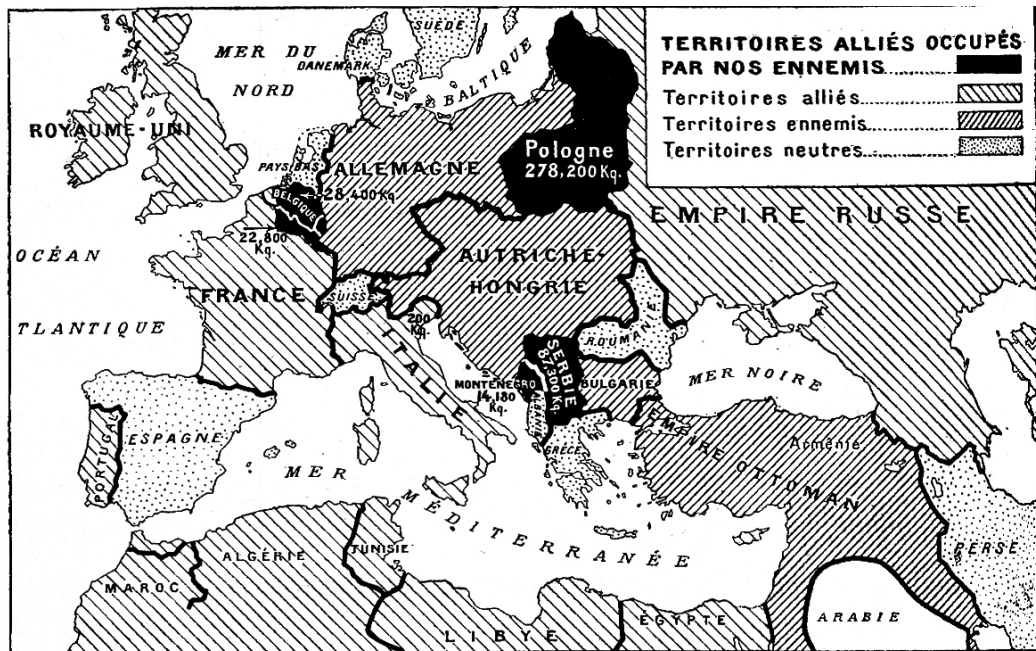 TERRITOIRES ALLIÉS OCCUPÉS
PAR NOS ENNEMIS
Territoires alliés
Territoires ennemis
Territoires neutres
SUÈDE
MER DU
NORD
DANEMARK
BALTIQUE
ROYAUME-UNI
PAYS BAS
ALLEMAGNE
Pologne
278,200 Kq.
BELGIQUE
28,400 Kq.
EMPIRE RUSSE
22,800
Kq.
OCÉAN
TLANTIQUE
AUTRICHE-
HONGRIE
FRANCE
SUISSE
ROUMANIE
200
Kq.
ITALIE
SERBIE
87,300 Kq.
MONTENEGRO
14,180
Kq.
BULGARIE
MER NOIRE
ALBANIE
GRÈCE
EMPIRE OTTOMAN
Arménie
PORTUGAL
ESPAGNE
MER
MÉDITERRANÉE
MAROC
ALGÉRIE
TUNISIE
LIBYE
ÉGYPTE
ARABIE
PERSE